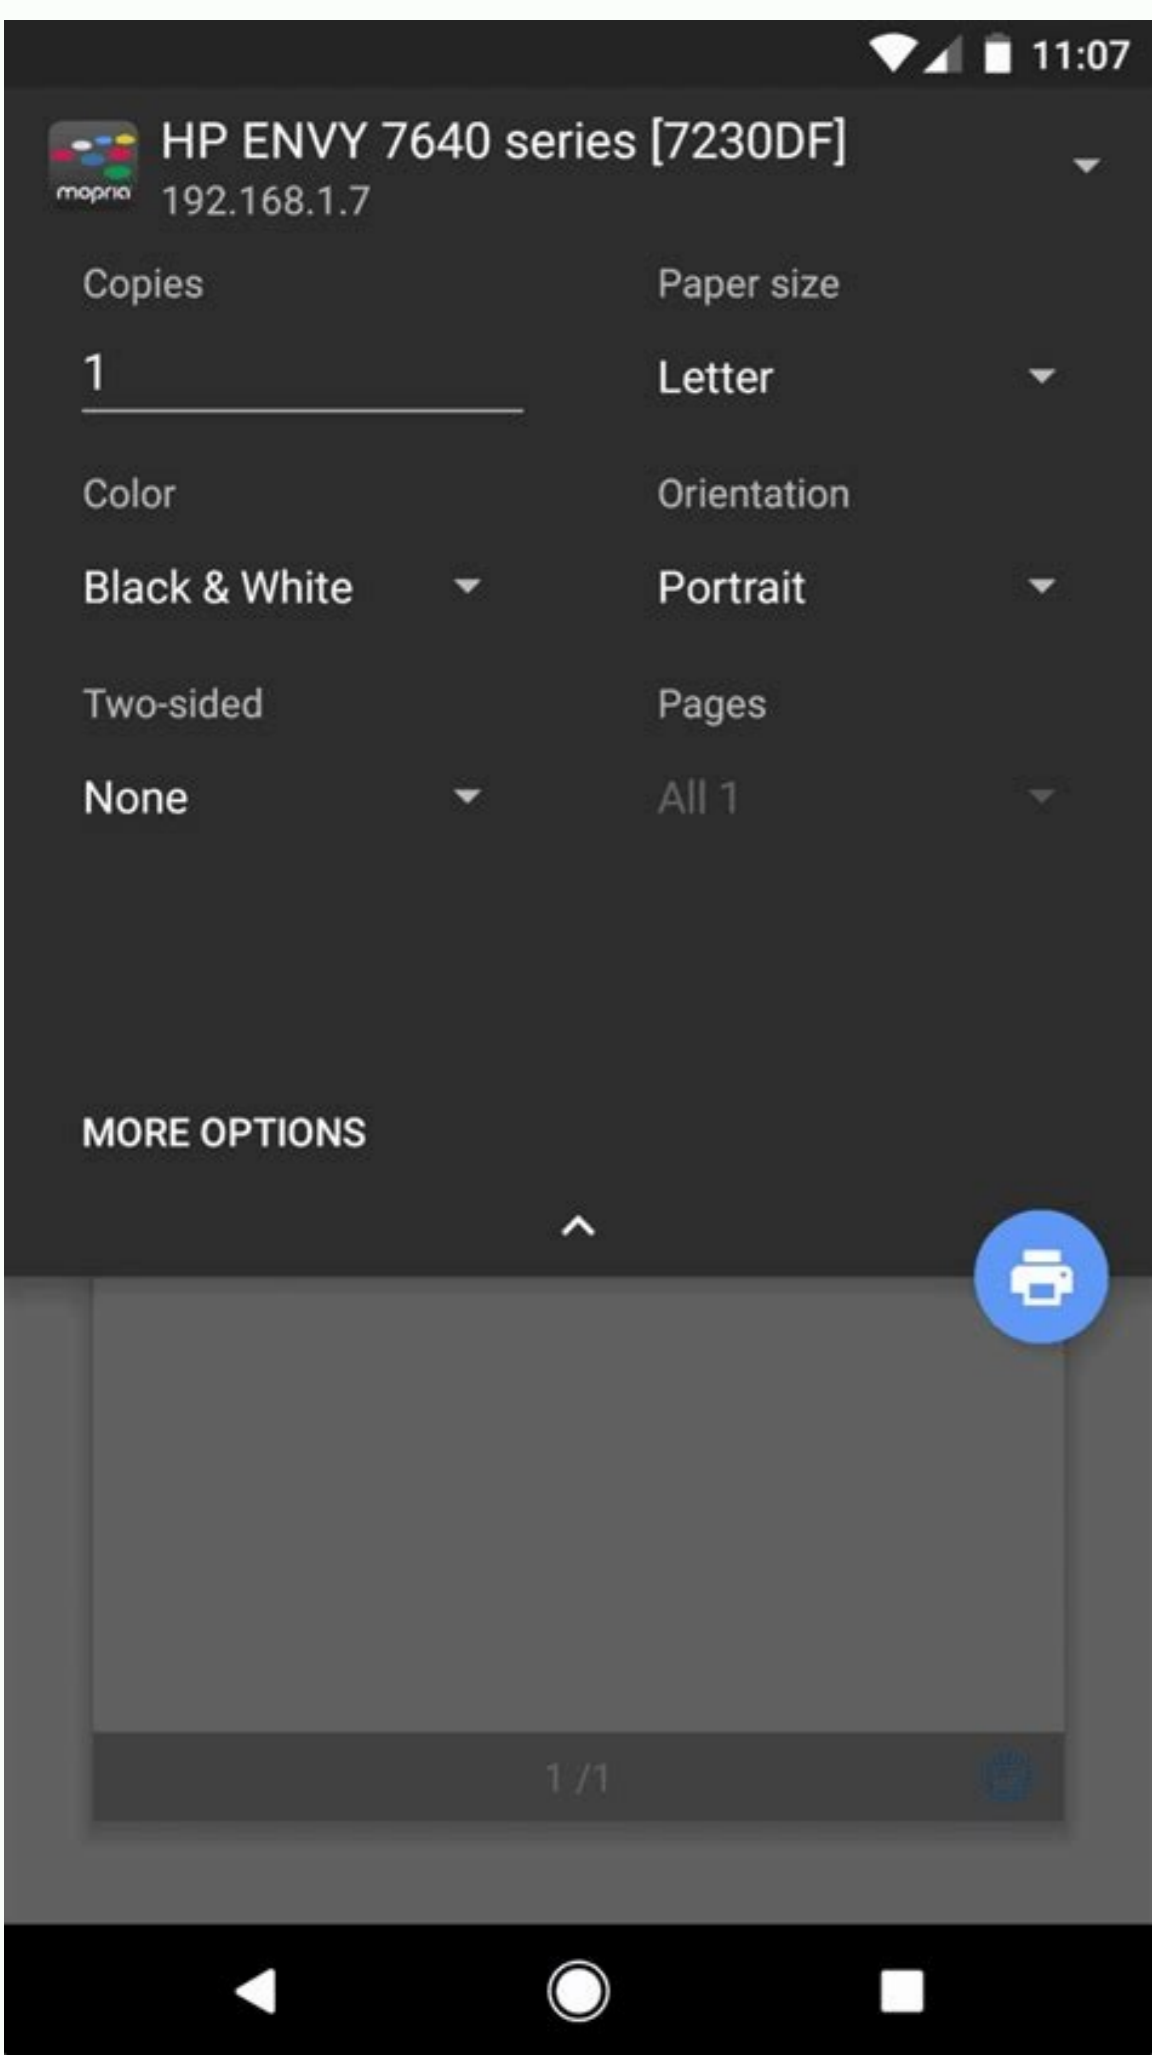 11:07
HP ENVY 7640 series [7230DF]
mopria
192.168.1.7
Copies
Paper size
1
Letter
Color
Orientation
Black & White
Portrait
Two-sided
Pages
None
All 1
MORE OPTIONS
1 /1